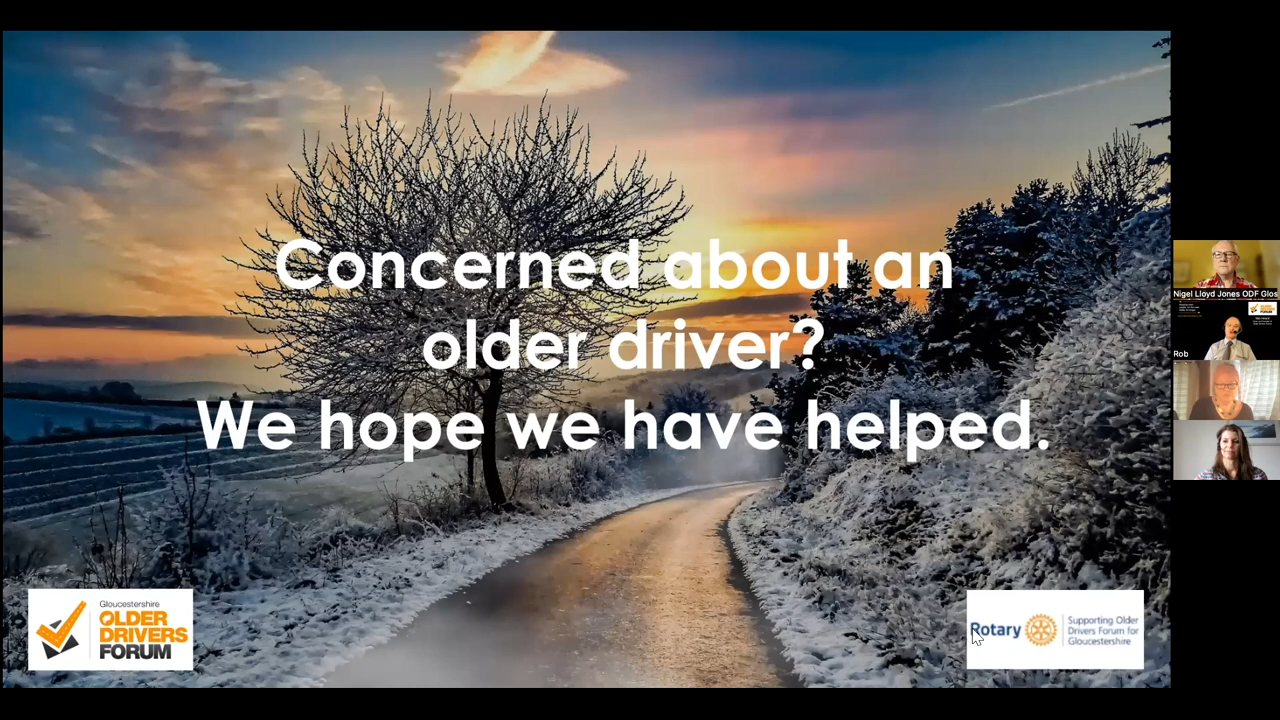 Concerned about an
older driver?
We hope we have helped.
Gloucestershire
OLDER
DRIVERS
FORUM
Rotary
Supporting Older
Drivers Forum for
Gloucestershire
Nigel Lloyd Jones ODF Glos
Rob